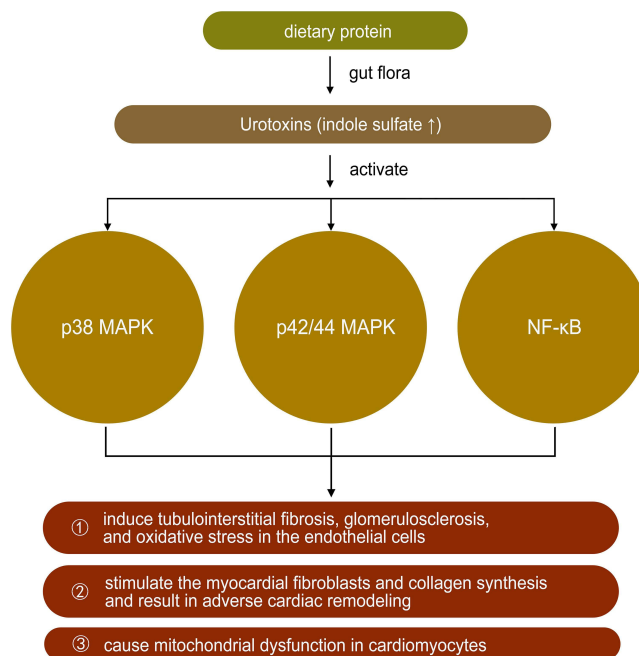 dietary protein
gut flora
Urotoxins (indole sulfate ↑)
activate
p38 MAPK
p42/44 MAPK
NF-κB
① induce tubulointerstitial fibrosis, glomerulosclerosis,
and oxidative stress in the endothelial cells
② stimulate the myocardial fibroblasts and collagen synthesis
and result in adverse cardiac remodeling
③ cause mitochondrial dysfunction in cardiomyocytes